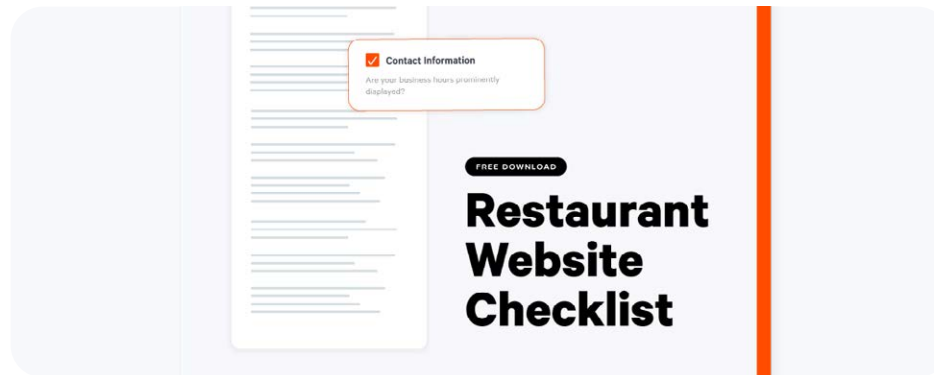 Contact Information
Are your business hours prominently
displayed?
FREE DOWNLOAD
Restaurant
Website
Checklist